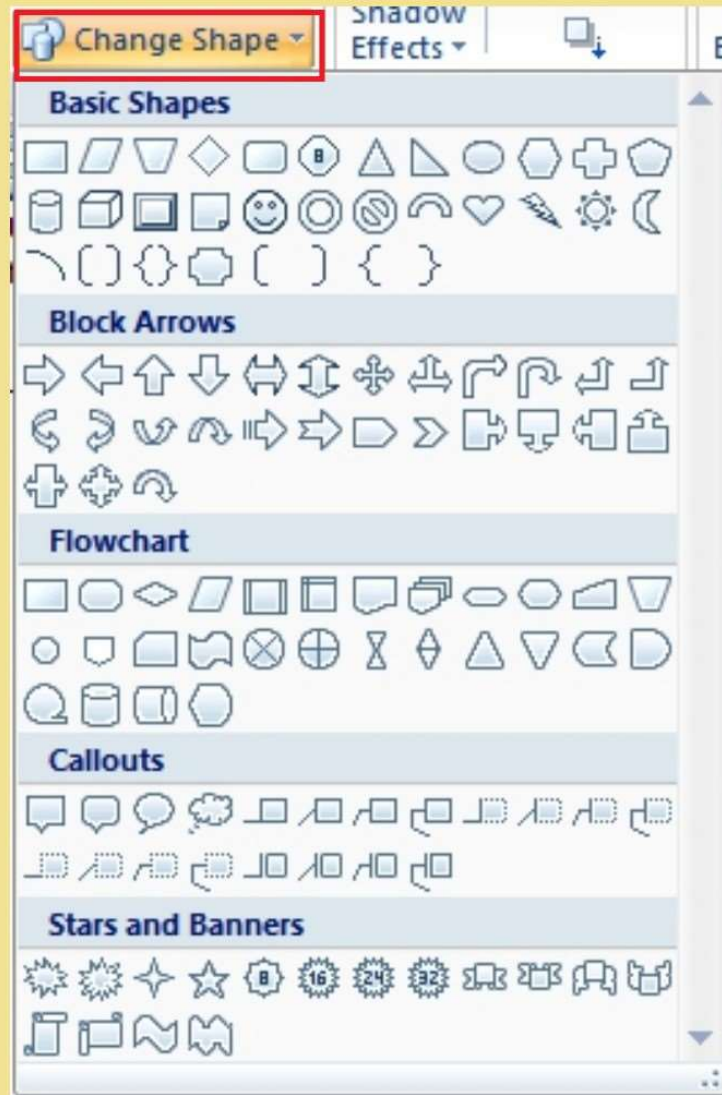 Change Shape
Shadow
Effects
Basic Shapes
8
Block Arrows
Flowchart
Callouts
Stars and Banners
8 16 24 32